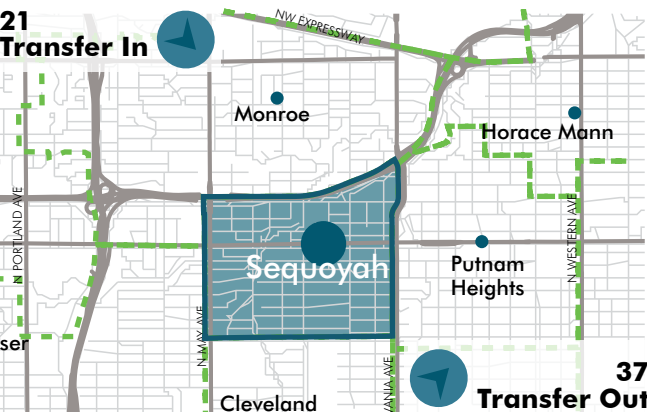 21
Transfer In
NW EXPRESSWAY
Monroe
Horace Mann
N PORTLAND AVE
N WESTERN AVE
Sequoyah
Putnam
Heights
ser
N MAY AVE
VANIA AVE
37
Transfer Out
Cleveland